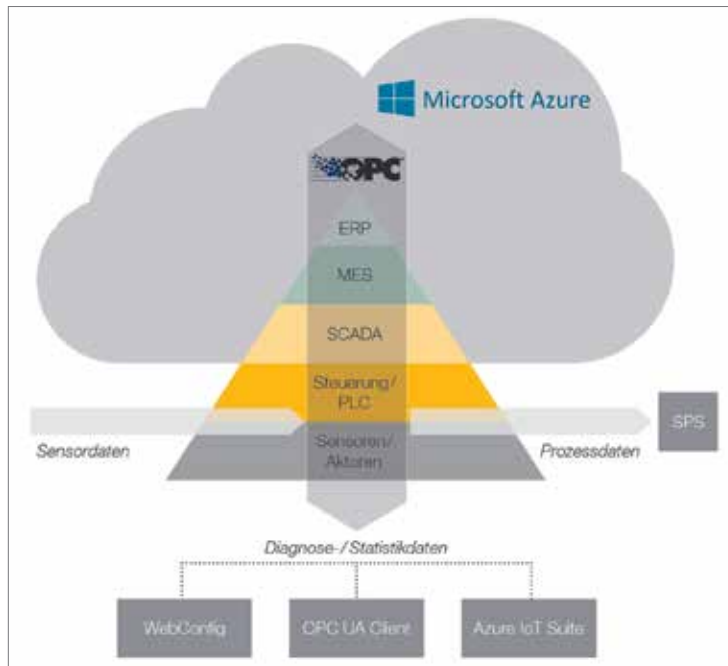 Microsoft Azure
OPC
ERP
MES
SCADA
Steuerung/
PLC
Sensoren/
Aktoren
Sensordaten
Prozessdaten
SPS
Diagnose-/Statistikdaten
WebConfig
OPC UA Client
Azure IoT Suite